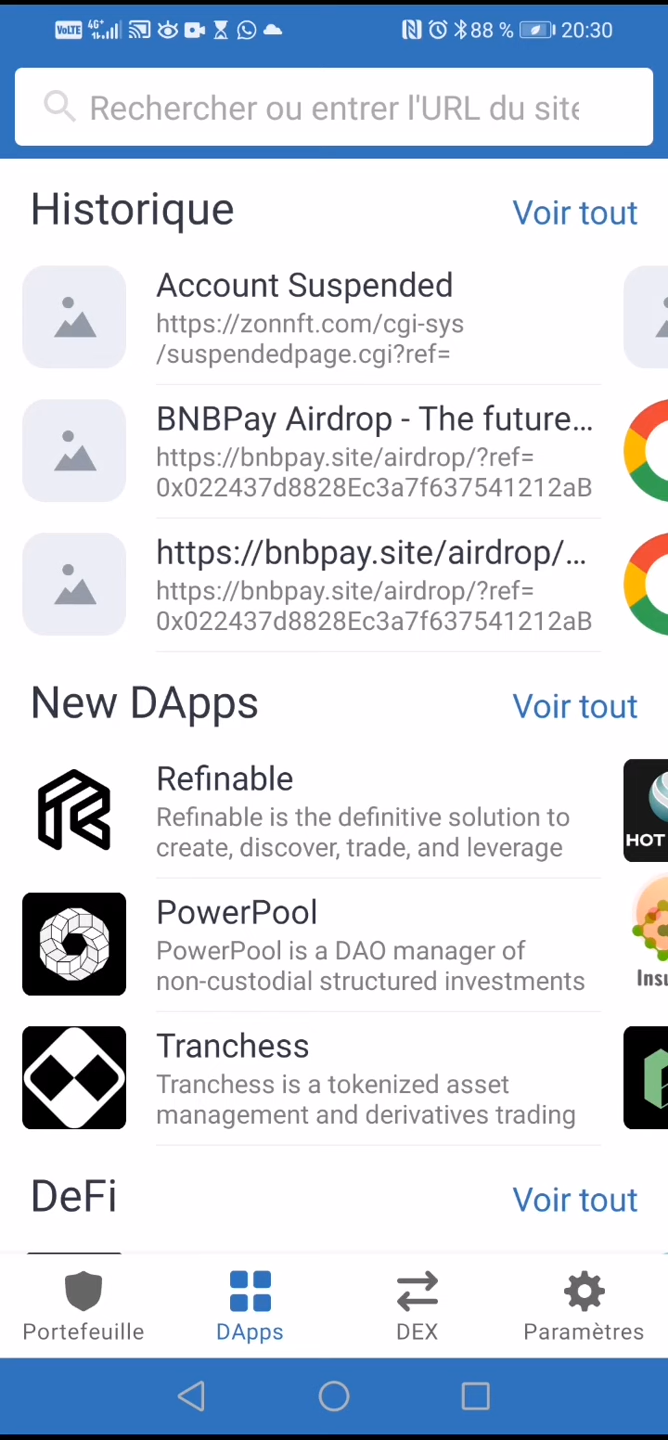 VoLTE 4G+ 88 % 20:30
Rechercher ou entrer l'URL du site
Historique Voir tout
Account Suspended
https://zonnft.com/cgi-sys
/suspendedpage.cgi?ref=
BNBPay Airdrop - The future...
https://bnbpay.site/airdrop/?ref=
0x022437d8828Ec3a7f637541212aB
https://bnbpay.site/airdrop/...
https://bnbpay.site/airdrop/?ref=
0x022437d8828Ec3a7f637541212aB
New DApps Voir tout
Refinable
Refinable is the definitive solution to
create, discover, trade, and leverage
HOT
PowerPool
PowerPool is a DAO manager of
non-custodial structured investments
Insu
Tranchess
Tranchess is a tokenized asset
management and derivatives trading
DeFi Voir tout
Portefeuille DApps DEX Paramètres